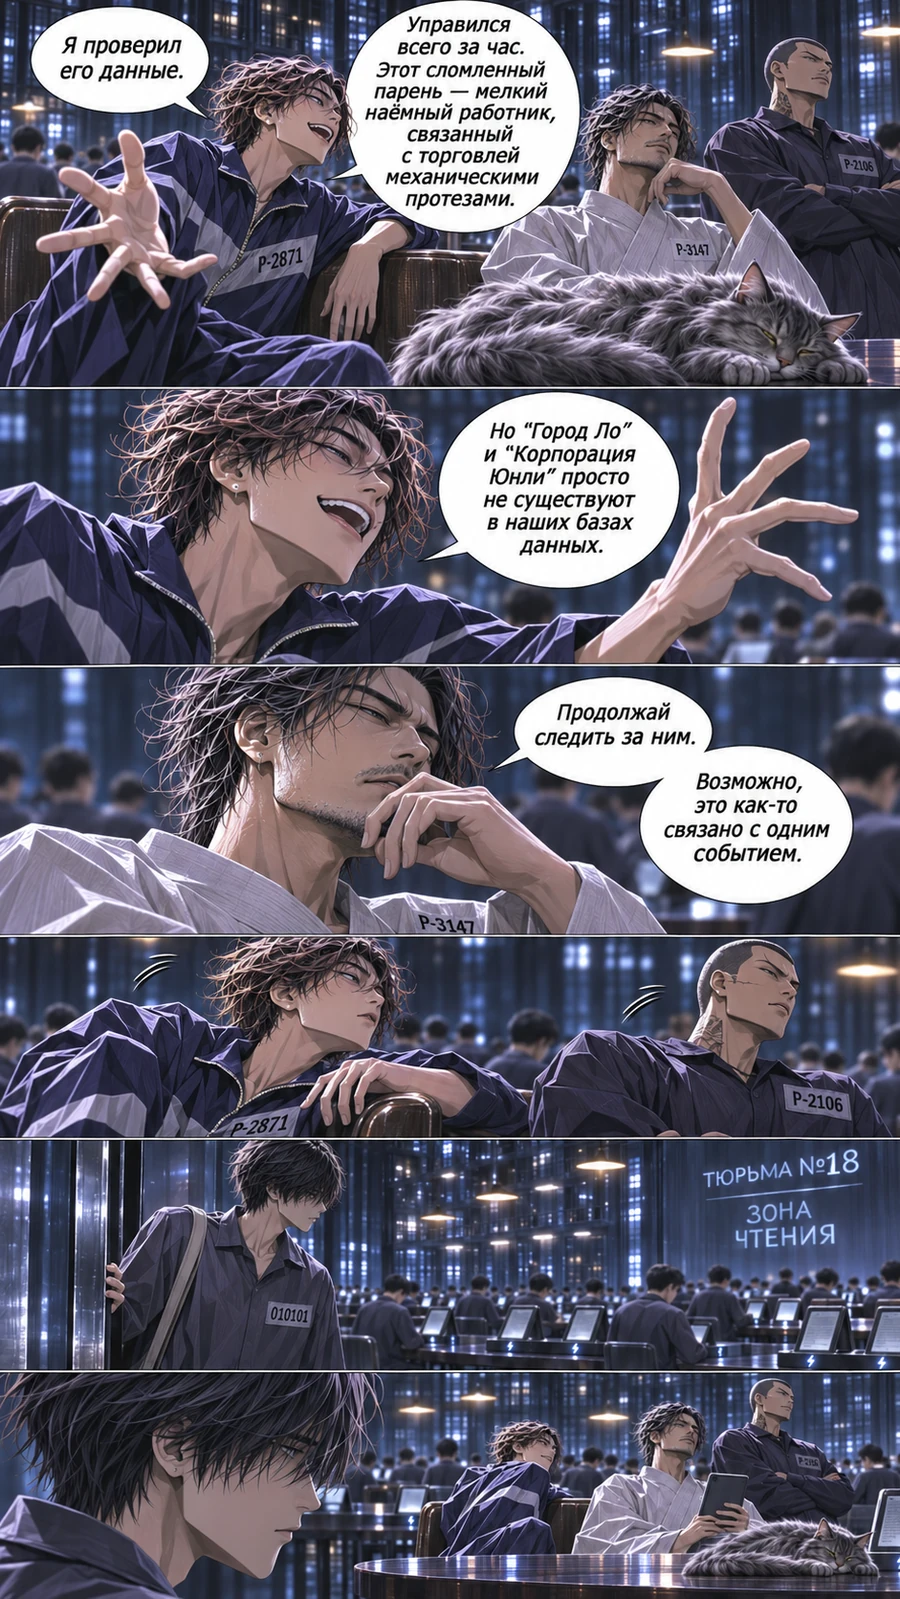 Я проверил
его данные.
Управился
всего за час.
Этот сломленный
парень — мелкий
наёмный работник,
связанный
с торговлей
механическими
протезами.
P-2871
P-3147
P-2106
Но “Город Ло”
и “Корпорация
Юнли” просто
не существуют
в наших базах
данных.
Продолжай
следить за ним.
Возможно,
это как-то
связано с одним
событием.
P-3147
P-2871
P-2106
010101
ТЮРЬМА №18
ЗОНА
ЧТЕНИЯ